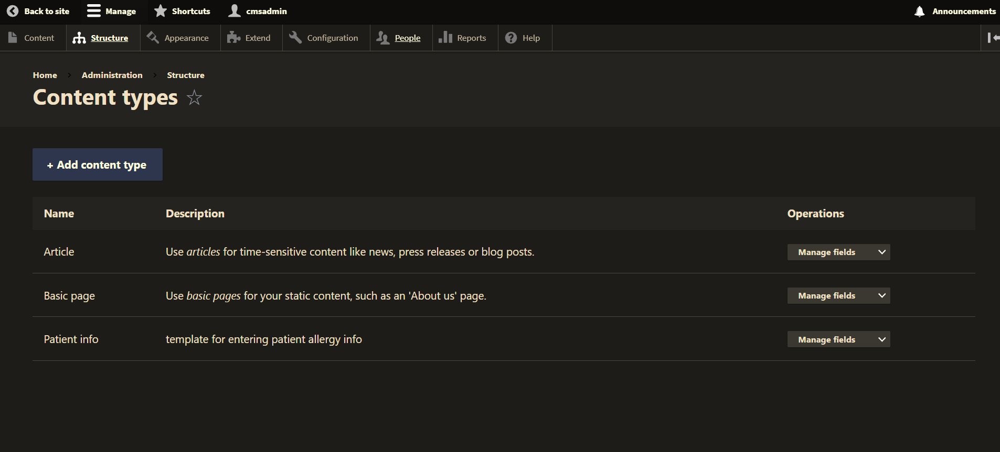 Back to site Manage Shortcuts cmsadmin Announcements
Content Structure Appearance Extend Configuration People Reports Help
Home Administration Structure
Content types
+ Add content type
Name Description Operations
Article Use articles for time-sensitive content like news, press releases or blog posts. Manage fields
Basic page Use basic pages for your static content, such as an 'About us' page. Manage fields
Patient info template for entering patient allergy info Manage fields